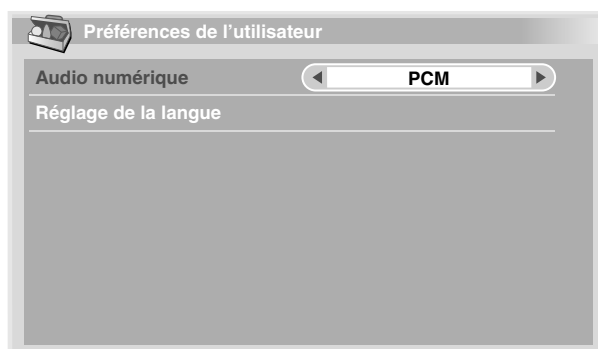 Préférences de l'utilisateur
Audio numérique PCM
Réglage de la langue